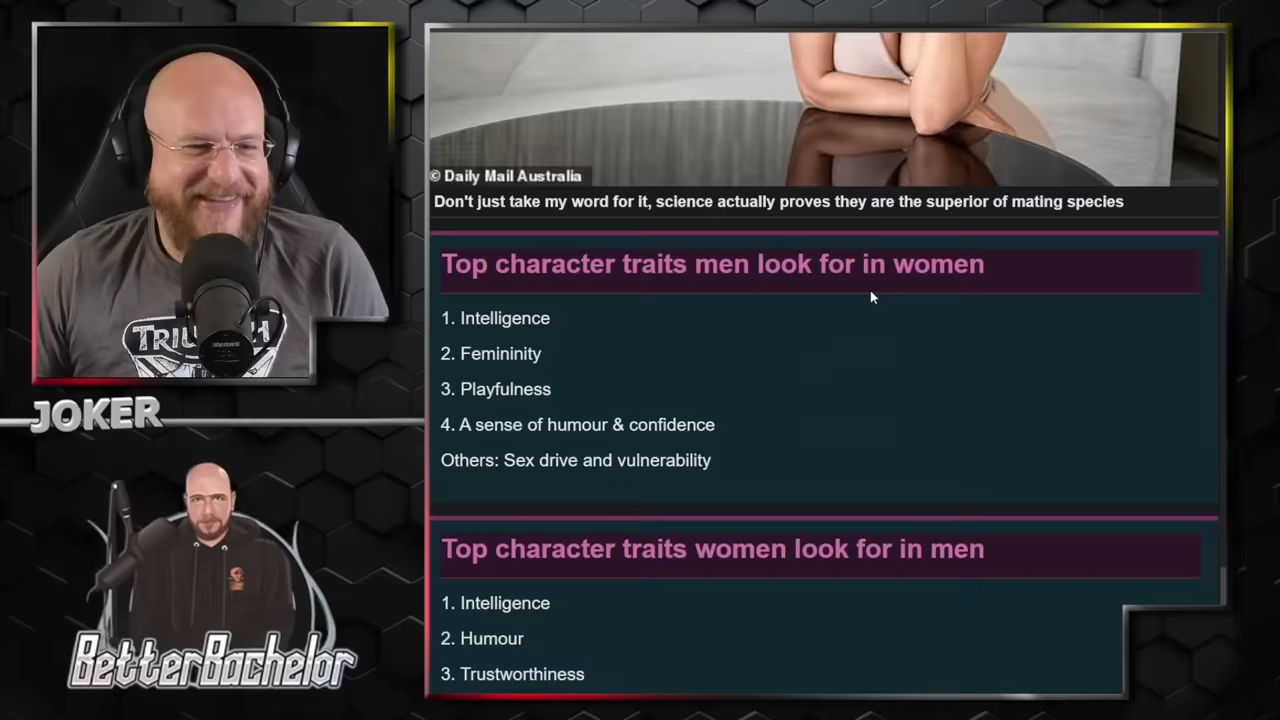 © Daily Mail Australia
Don't just take my word for it, science actually proves they are the superior of mating species
Top character traits men look for in women
1. Intelligence
2. Femininity
3. Playfulness
4. A sense of humour & confidence
Others: Sex drive and vulnerability
Top character traits women look for in men
1. Intelligence
2. Humour
3. Trustworthiness
JOKER
BetterBachelor